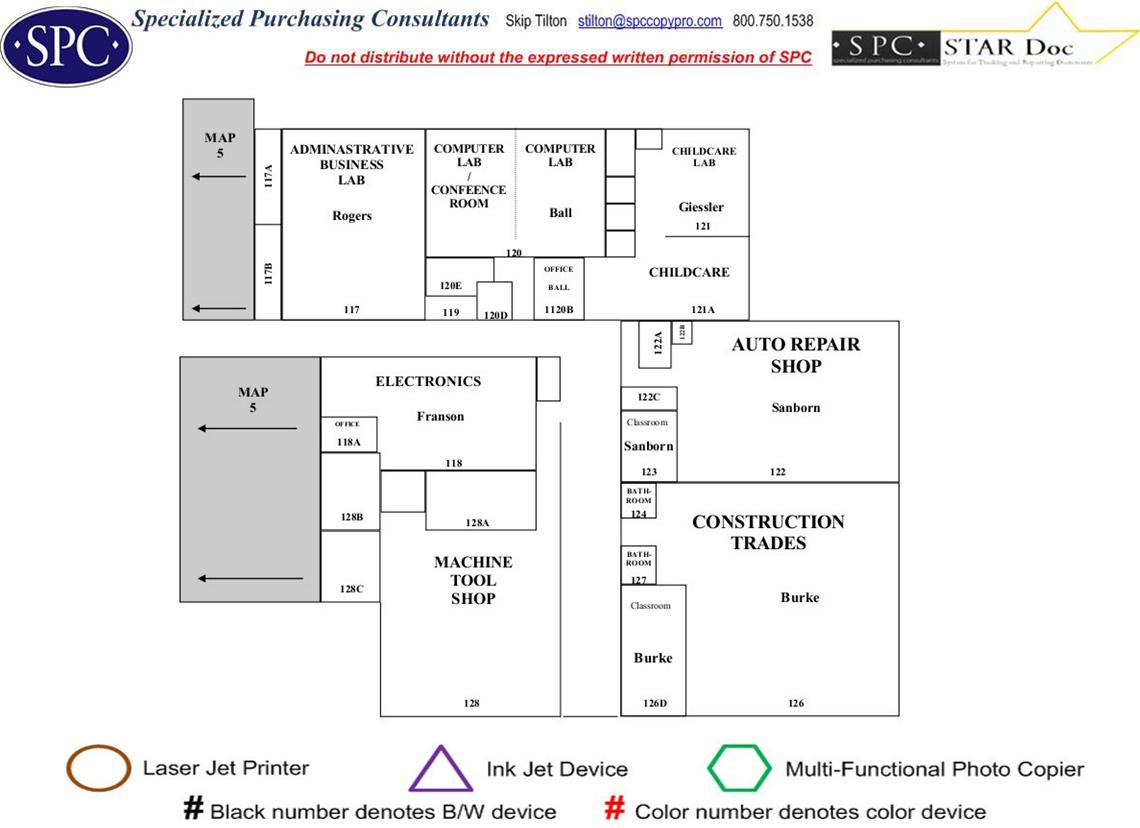 SPC
Specialized Purchasing Consultants Skip Tilton stilton@spccopypro.com 800.750.1538
Do not distribute without the expressed written permission of SPC
SPC
specialized purchasing consultants
STAR Doc
System for Tracking and Reporting Documents
MAP
5
117A
117B
ADMINASTRATIVE
BUSINESS
LAB
Rogers
117
COMPUTER
LAB
/
CONFEENCE
ROOM
COMPUTER
LAB
Ball
120
120E
119
120D
OFFICE
BALL
1120B
CHILDCARE
LAB
Giessler
121
CHILDCARE
121A
122A
122B
AUTO REPAIR
SHOP
Sanborn
122
122C
Classroom
Sanborn
123
MAP
5
ELECTRONICS
Franson
118
OFFICE
118A
128B
128A
128C
MACHINE
TOOL
SHOP
128
BATH-
ROOM
124
BATH-
ROOM
127
CONSTRUCTION
TRADES
Burke
126
Classroom
Burke
126D
Laser Jet Printer
Ink Jet Device
Multi-Functional Photo Copier
# Black number denotes B/W device
# Color number denotes color device